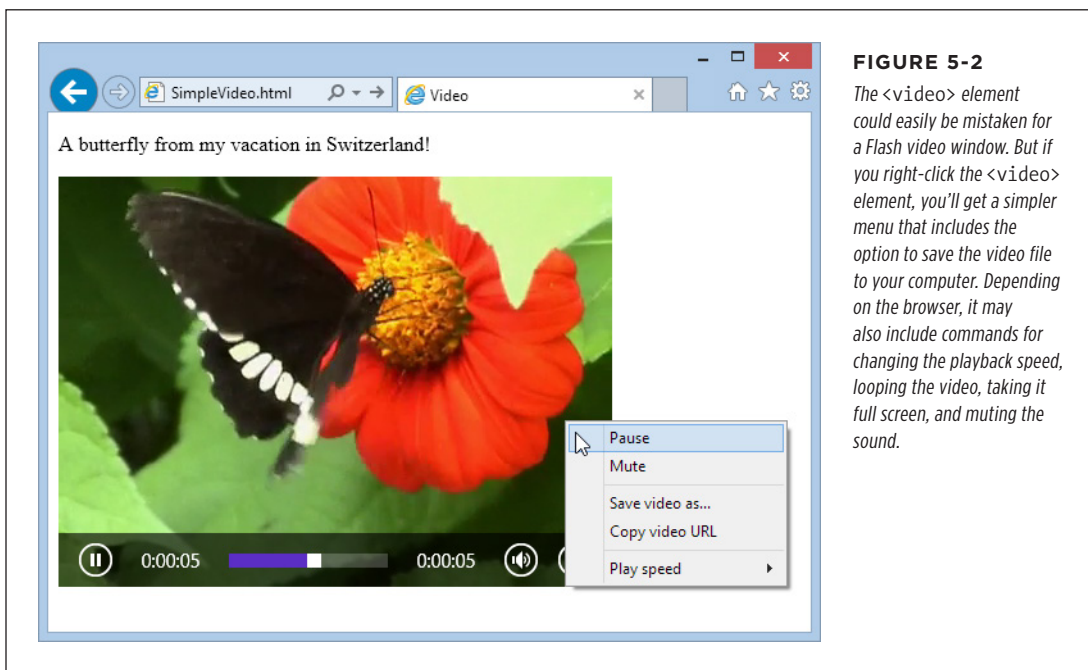 SimpleVideo.html
Video
A butterfly from my vacation in Switzerland!
0:00:05
0:00:05
Pause
Mute
Save video as...
Copy video URL
Play speed
FIGURE 5-2
The <video> element
could easily be mistaken for
a Flash video window. But if
you right-click the <video>
element, you’ll get a simpler
menu that includes the
option to save the video file
to your computer. Depending
on the browser, it may
also include commands for
changing the playback speed,
looping the video, taking it
full screen, and muting the
sound.